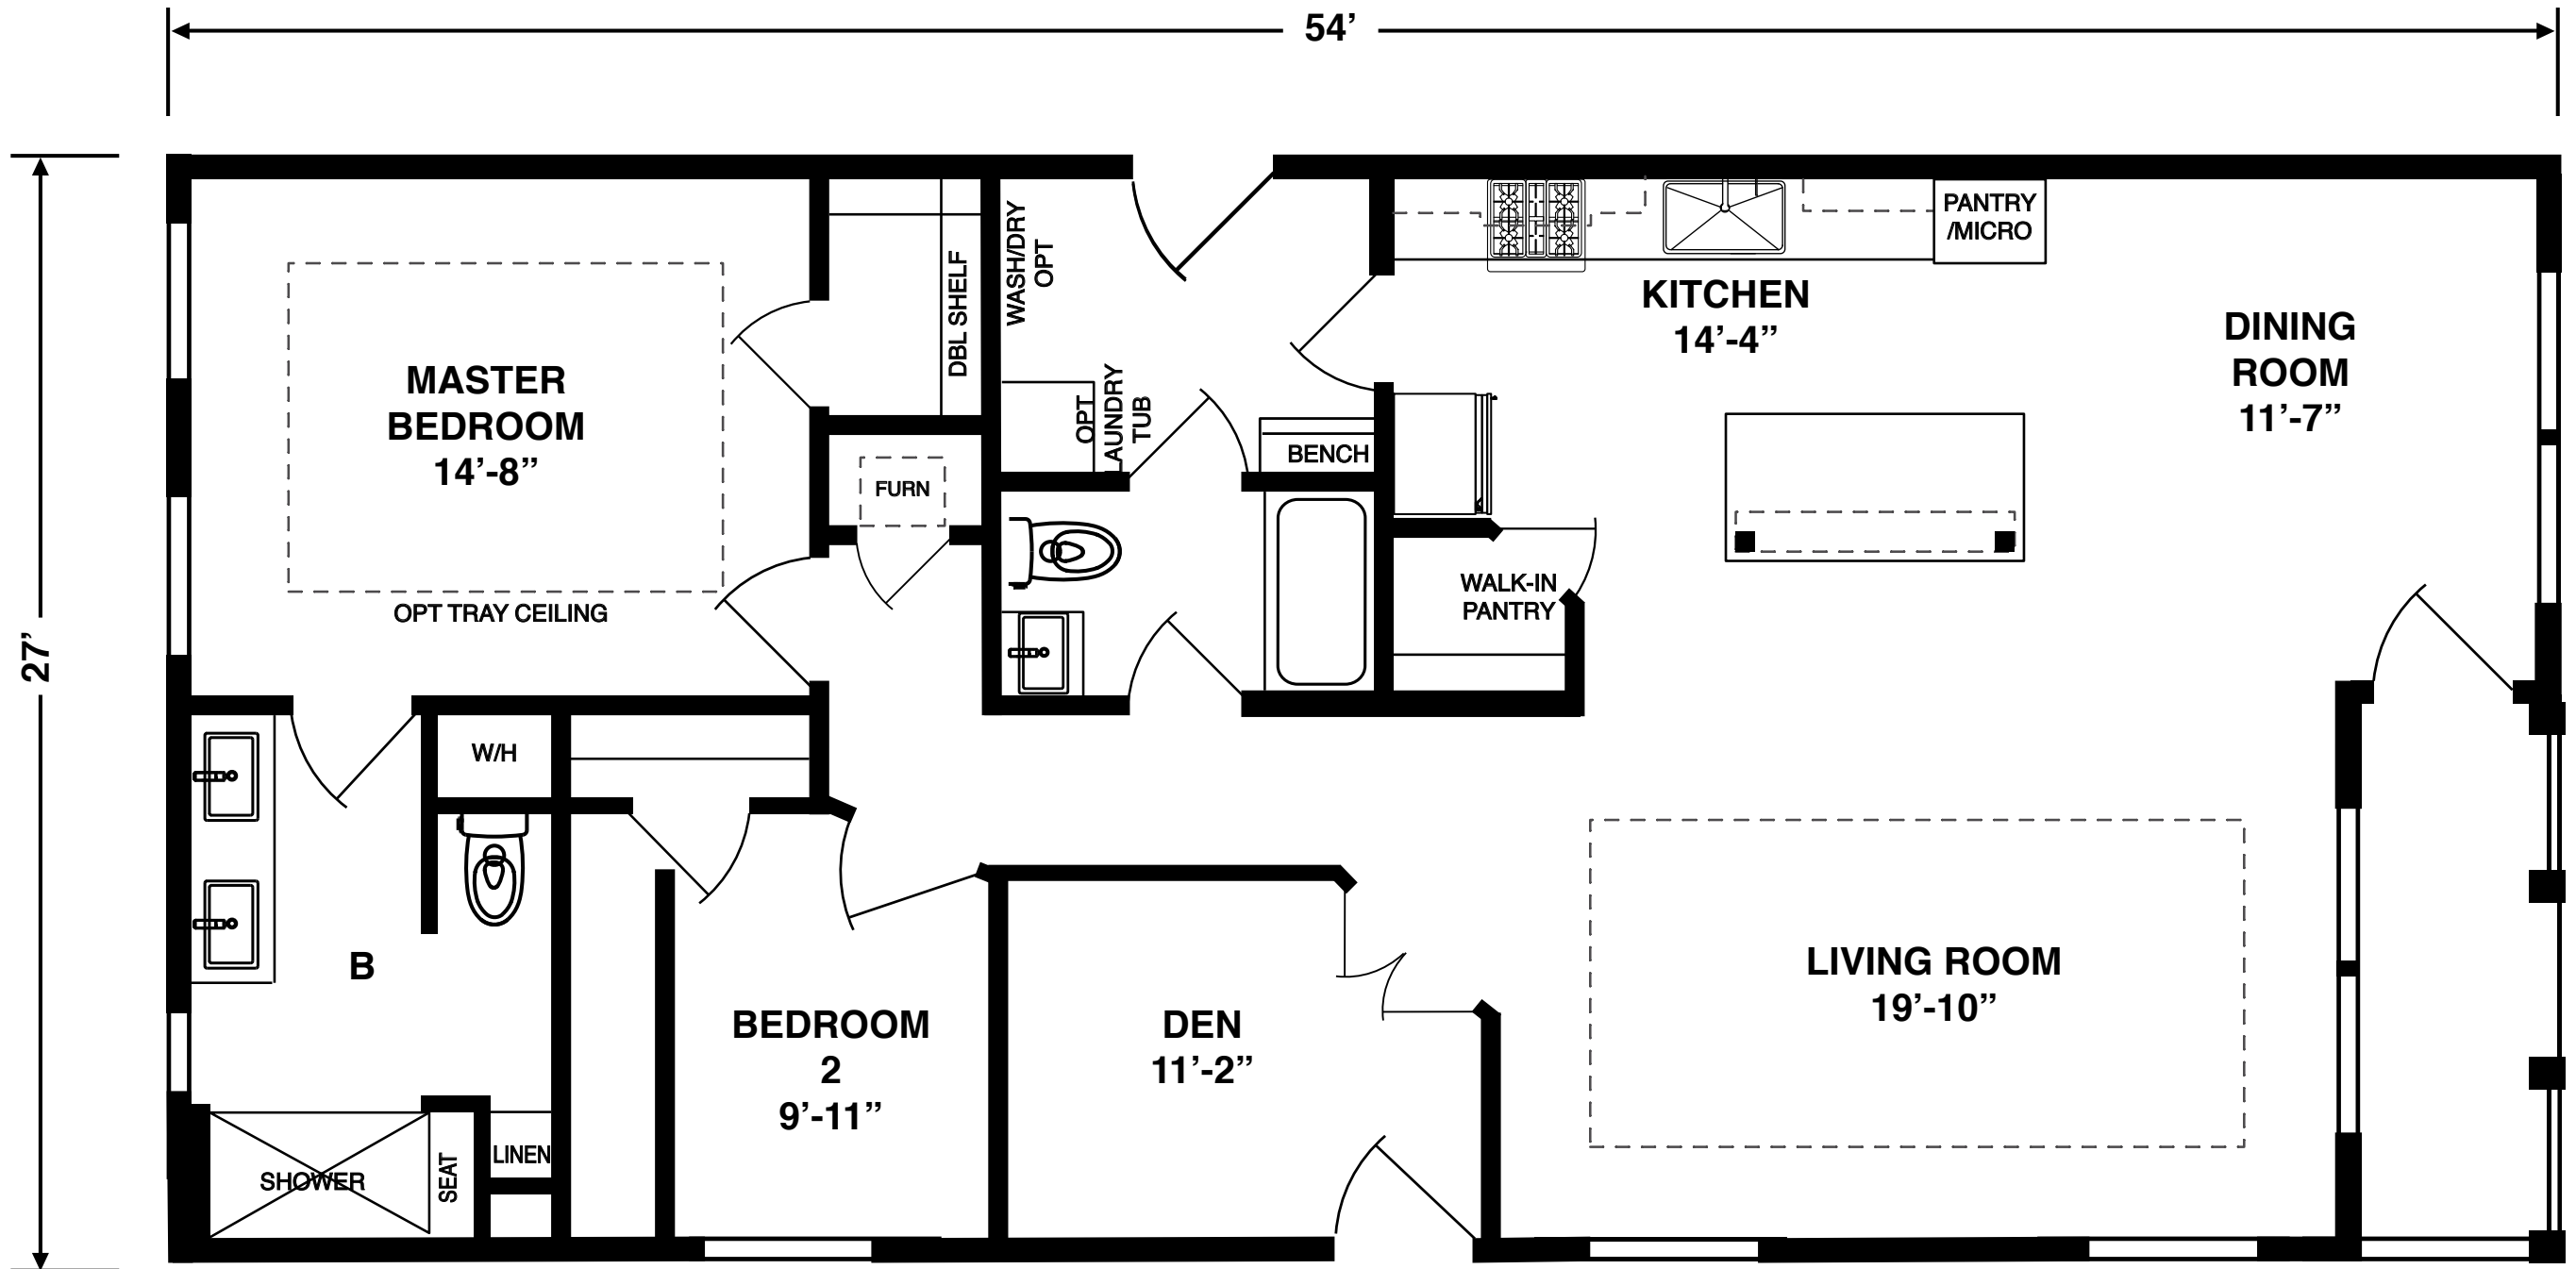 54’
27’
MASTER
BEDROOM
14’-8”
OPT TRAY CEILING
DBL SHELF
WASH/DRY
OPT
OPT
LAUNDRY
TUB
BENCH
FURN
KITCHEN
14’-4”
PANTRY
/MICRO
DINING
ROOM
11’-7”
WALK-IN
PANTRY
W/H
B
SHOWER
SEAT
LINEN
BEDROOM
2
9’-11”
DEN
11’-2”
LIVING ROOM
19’-10”